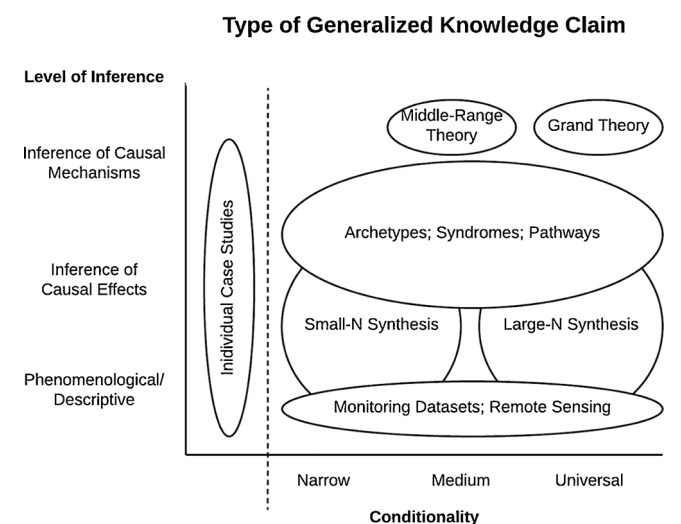 Type of Generalized Knowledge Claim
Level of Inference
Middle-Range
Theory
Grand Theory
Inference of Causal
Mechanisms
Archetypes; Syndromes; Pathways
Inidividual Case Studies
Inference of
Causal Effects
Small-N Synthesis
Large-N Synthesis
Phenomenological/
Descriptive
Monitoring Datasets; Remote Sensing
Narrow
Medium
Universal
Conditionality